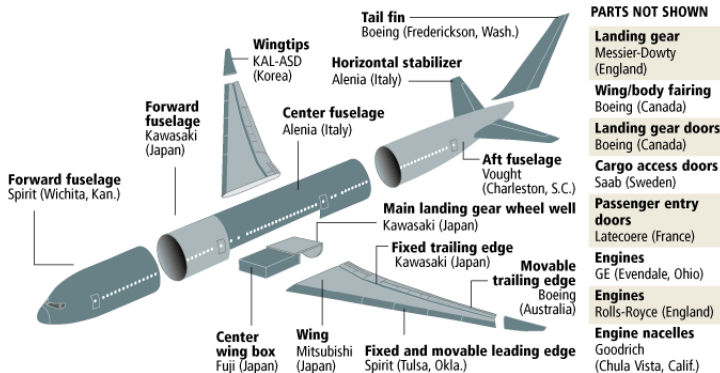 Tail fin
Boeing (Frederickson, Wash.)
Wingtips
KAL-ASD
(Korea)
Horizontal stabilizer
Alenia (Italy)
Forward
fuselage
Kawasaki
(Japan)
Center fuselage
Alenia (Italy)
Forward fuselage
Spirit (Wichita, Kan.)
Aft fuselage
Vought
(Charleston, S.C.)
Main landing gear wheel well
Kawasaki (Japan)
Fixed trailing edge
Kawasaki (Japan)
Movable
trailing edge
Boeing
(Australia)
Center
wing box
Fuji (Japan)
Wing
Mitsubishi
(Japan)
Fixed and movable leading edge
Spirit (Tulsa, Okla.)
PARTS NOT SHOWN
Landing gear
Messier-Dowty
(England)
Wing/body fairing
Boeing (Canada)
Landing gear doors
Boeing (Canada)
Cargo access doors
Saab (Sweden)
Passenger entry
doors
Latecoere (France)
Engines
GE (Evendale, Ohio)
Engines
Rolls-Royce (England)
Engine nacelles
Goodrich
(Chula Vista, Calif.)